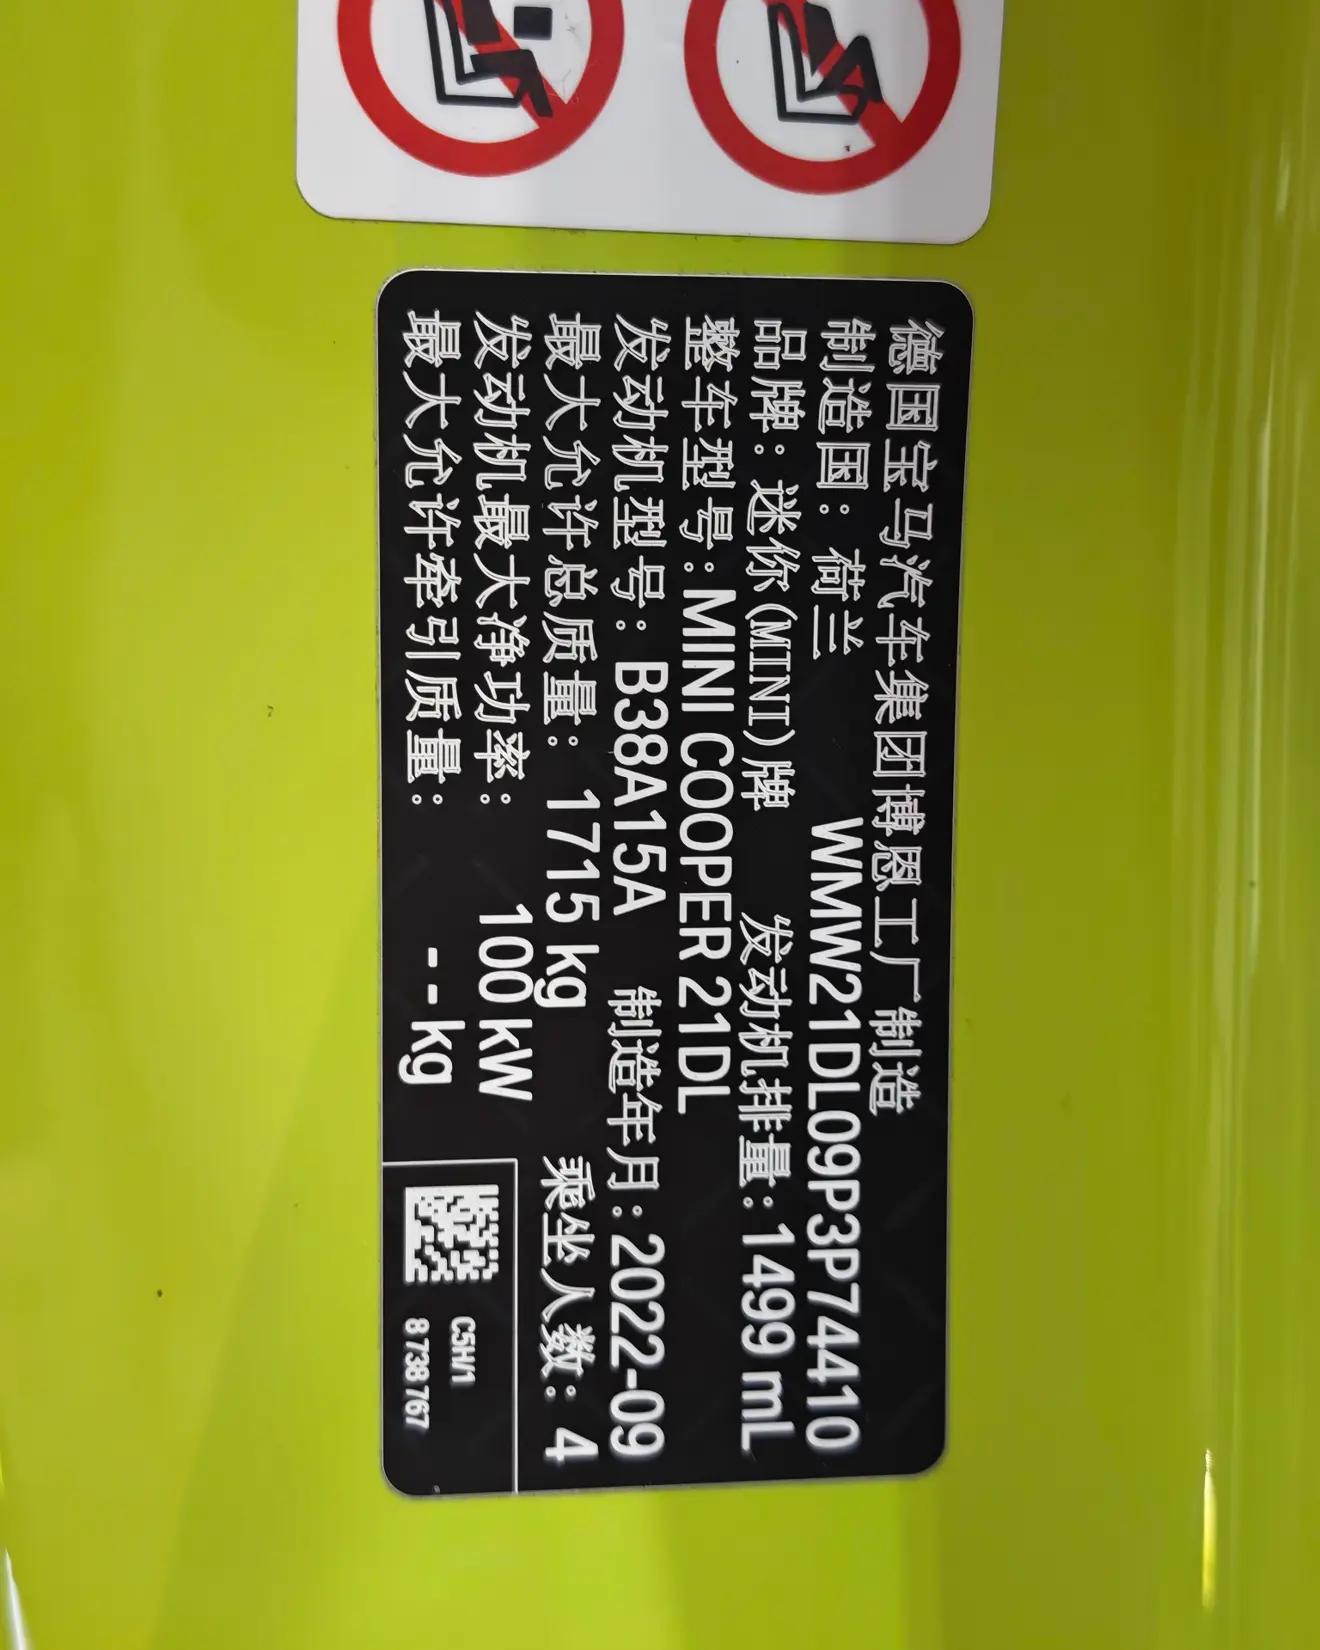 德国宝马汽车集团博恩工厂制造
制造国：荷兰 WMW21DL09P3P74410
品牌：迷你(MINI)牌 发动机排量：1499 mL
整车型号：MINI COOPER 21DL
发动机型号：B38A15A 制造年月：2022-09
最大允许总质量：1715 kg 乘坐人数：4
发动机最大净功率：100 kW
最大允许牵引质量：-- kg
C5H/1
8 738 767